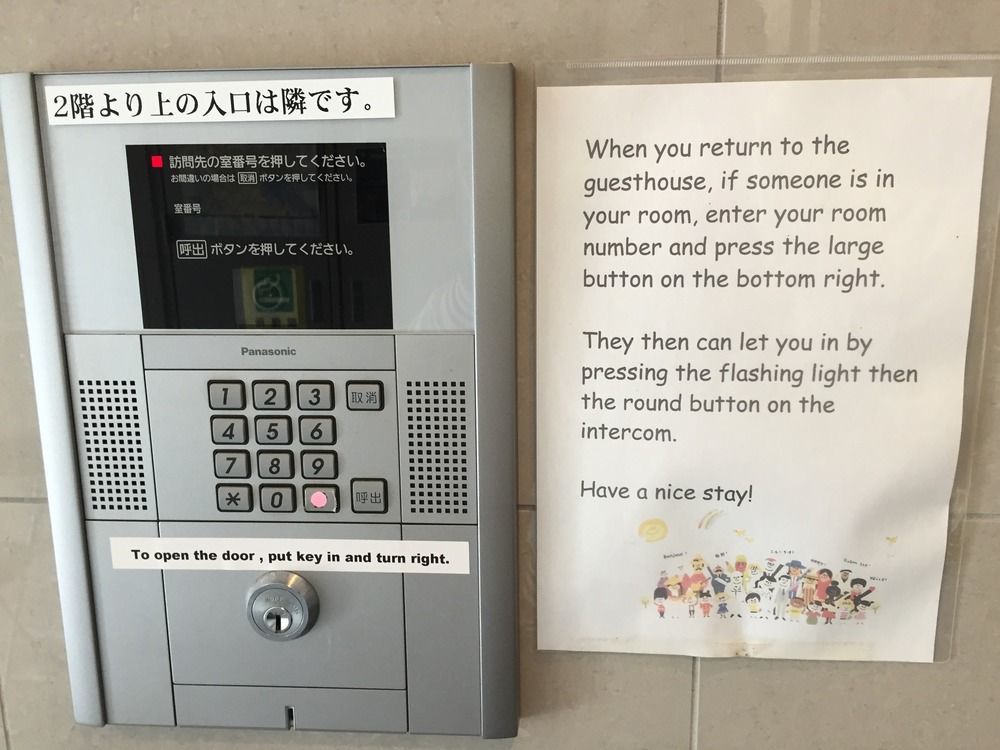 2階より上の入口は隣です。
訪問先の室番号を押してください。
お間違いの場合は 取消 ボタンを押してください。
室番号
呼出 ボタンを押してください。
Panasonic
1 2 3 取消
4 5 6
7 8 9
* 0 呼出
To open the door , put key in and turn right.
When you return to the
guesthouse, if someone is in
your room, enter your room
number and press the large
button on the bottom right.
They then can let you in by
pressing the flashing light then
the round button on the
intercom.
Have a nice stay!
Bonjour!